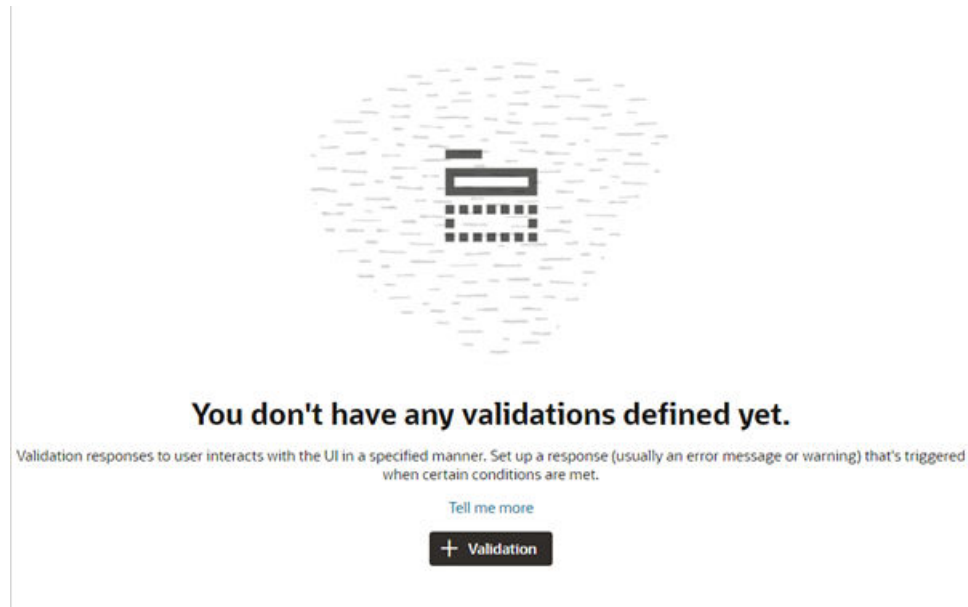 You don't have any validations defined yet.
Validation responses to user interacts with the UI in a specified manner. Set up a response (usually an error message or warning) that's triggered
when certain conditions are met.
Tell me more
+ Validation